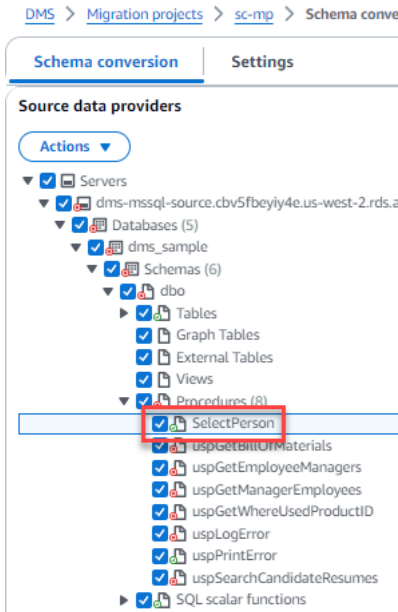 DMS > Migration projects > sc-mp > Schema conve
Schema conversion Settings
Source data providers
Actions
Servers
dms-mssql-source.cbv5fbeyiy4e.us-west-2.rds.a
Databases (5)
dms_sample
Schemas (6)
dbo
Tables
Graph Tables
External Tables
Views
Procedures (8)
SelectPerson
uspGetBillOfMaterials
uspGetEmployeeManagers
uspGetManagerEmployees
uspGetWhereUsedProductID
uspLogError
uspPrintError
uspSearchCandidateResumes
SQL scalar functions